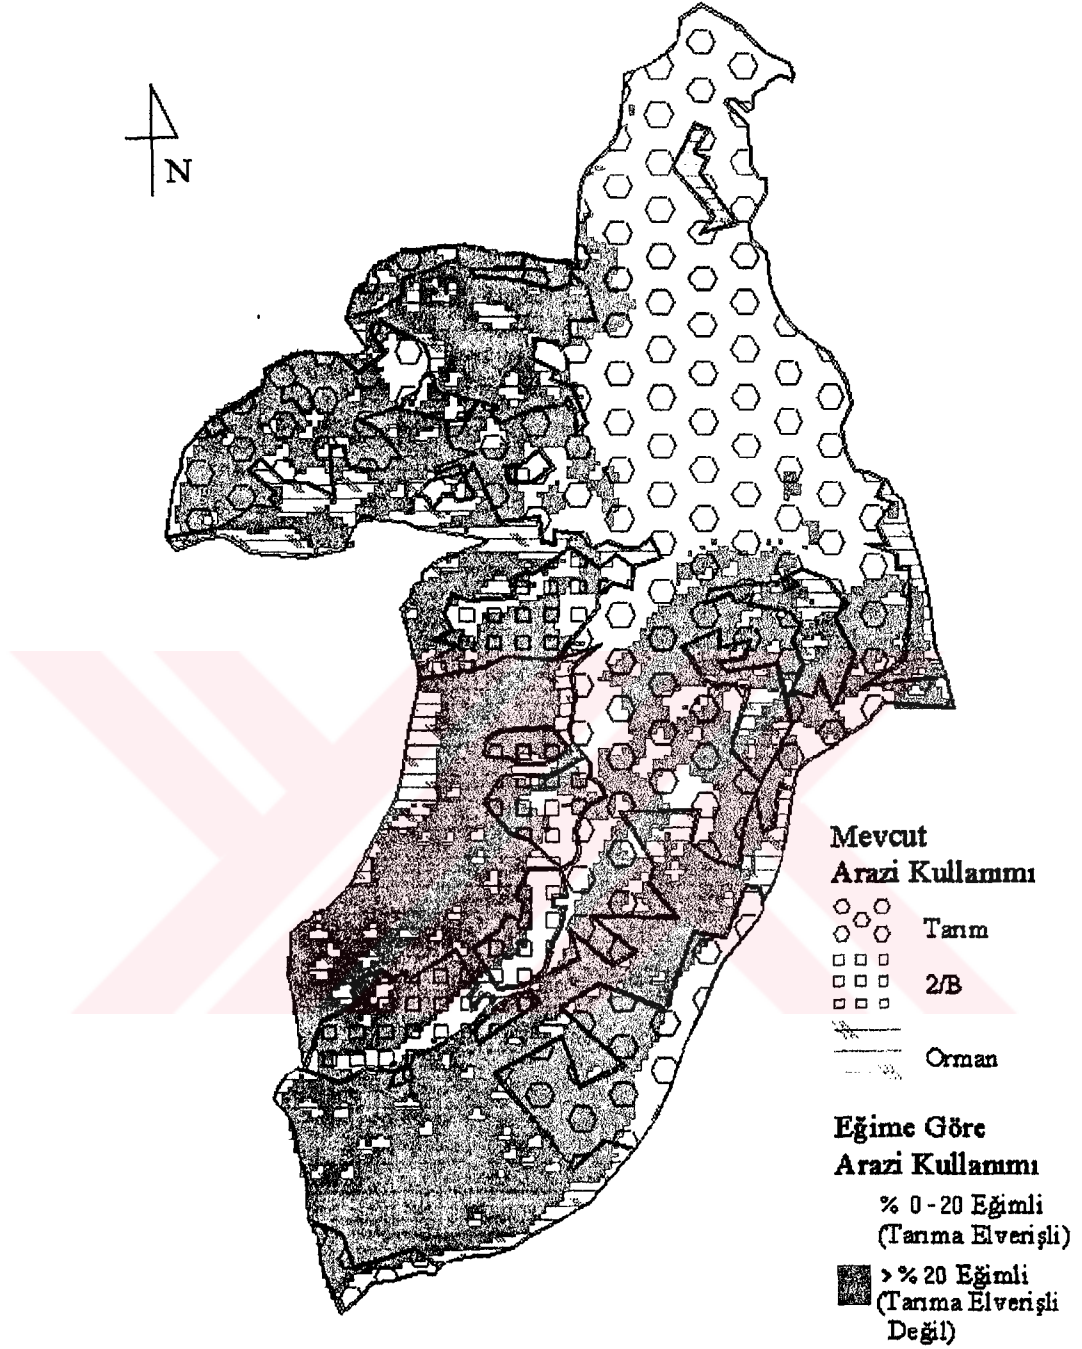 N
Mevcut
Arazi Kullanımı
Tarım
2/B
Orman
Eğime Göre
Arazi Kullanımı
% 0-20 Eğimli
(Tarıma Elverişli)
> % 20 Eğimli
(Tarıma Elverişli
Değil)